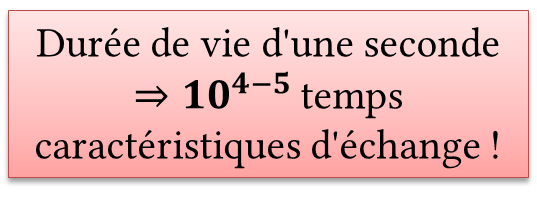 Durée de vie d'une seconde
⇒ 10⁴⁻⁵ temps
caractéristiques d'échange !